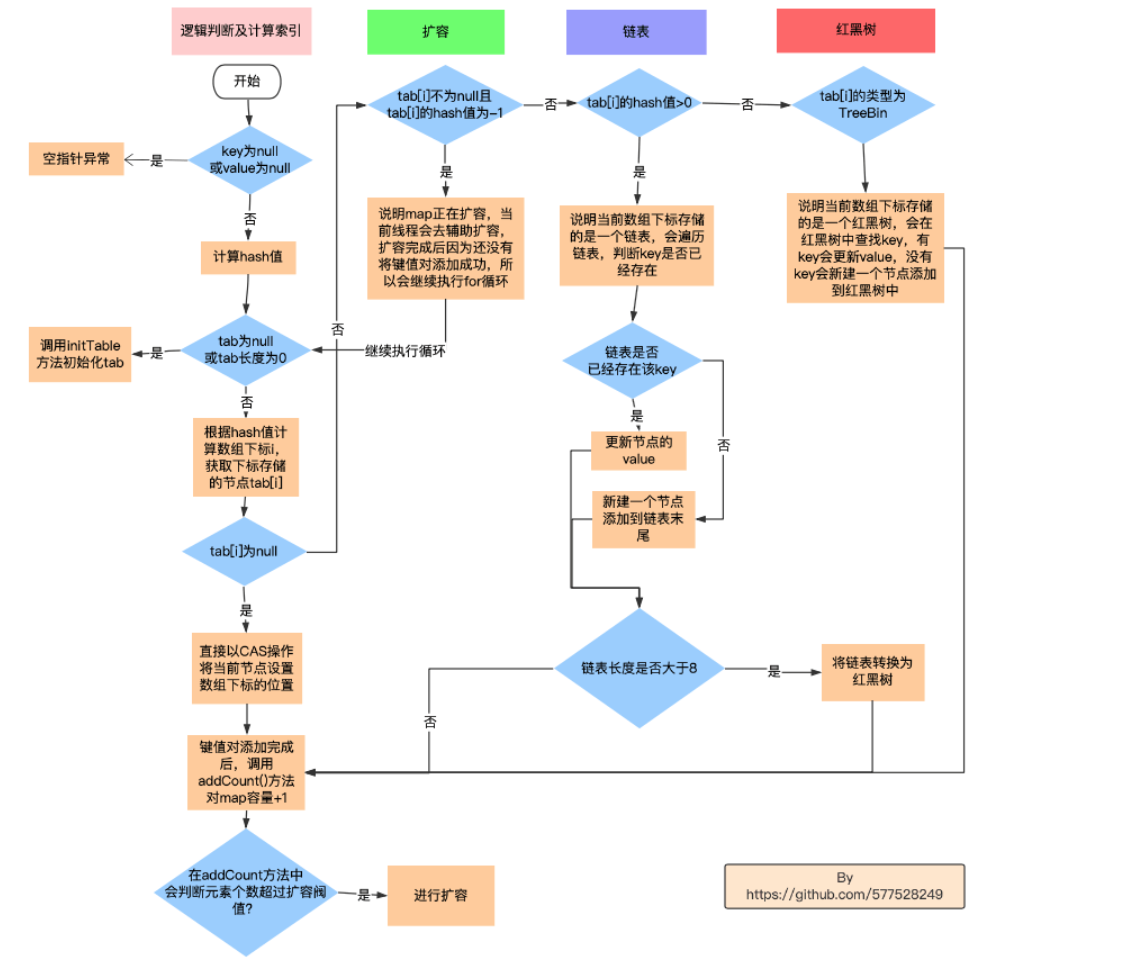 逻辑判断及计算索引
扩容
链表
红黑树
开始
key为null
或value为null
是
空指针异常
否
计算hash值
tab为null
或tab长度为0
是
调用initTable
方法初始化tab
否
根据hash值计
算数组下标i,
获取下标存储
的节点tab[i]
tab[i]为null
否
是
直接以CAS操作
将当前节点设置
数组下标的位置
键值对添加完成
后，调用
addCount()方法
对map容量+1
在addCount方法中
会判断元素个数超过扩容阀
值?
是
进行扩容
tab[i]不为null且
tab[i]的hash值为-1
否
是
说明map正在扩容，当
前线程会去辅助扩容，
扩容完成后因为还没有
将键值对添加成功，所
以会继续执行for循环
继续执行循环
tab[i]的hash值>0
否
是
说明当前数组下标存储
的是一个链表，会遍历
链表，判断key是否已
经存在
链表是否
已经存在该key
是
否
更新节点的
value
新建一个节点
添加到链表末
尾
链表长度是否大于8
是
否
将链表转换为
红黑树
tab[i]的类型为
TreeBin
说明当前数组下标存储
的是一个红黑树，会在
红黑树中查找key，有
key会更新value，没有
key会新建一个节点添加
到红黑树中
By
https://github.com/577528249